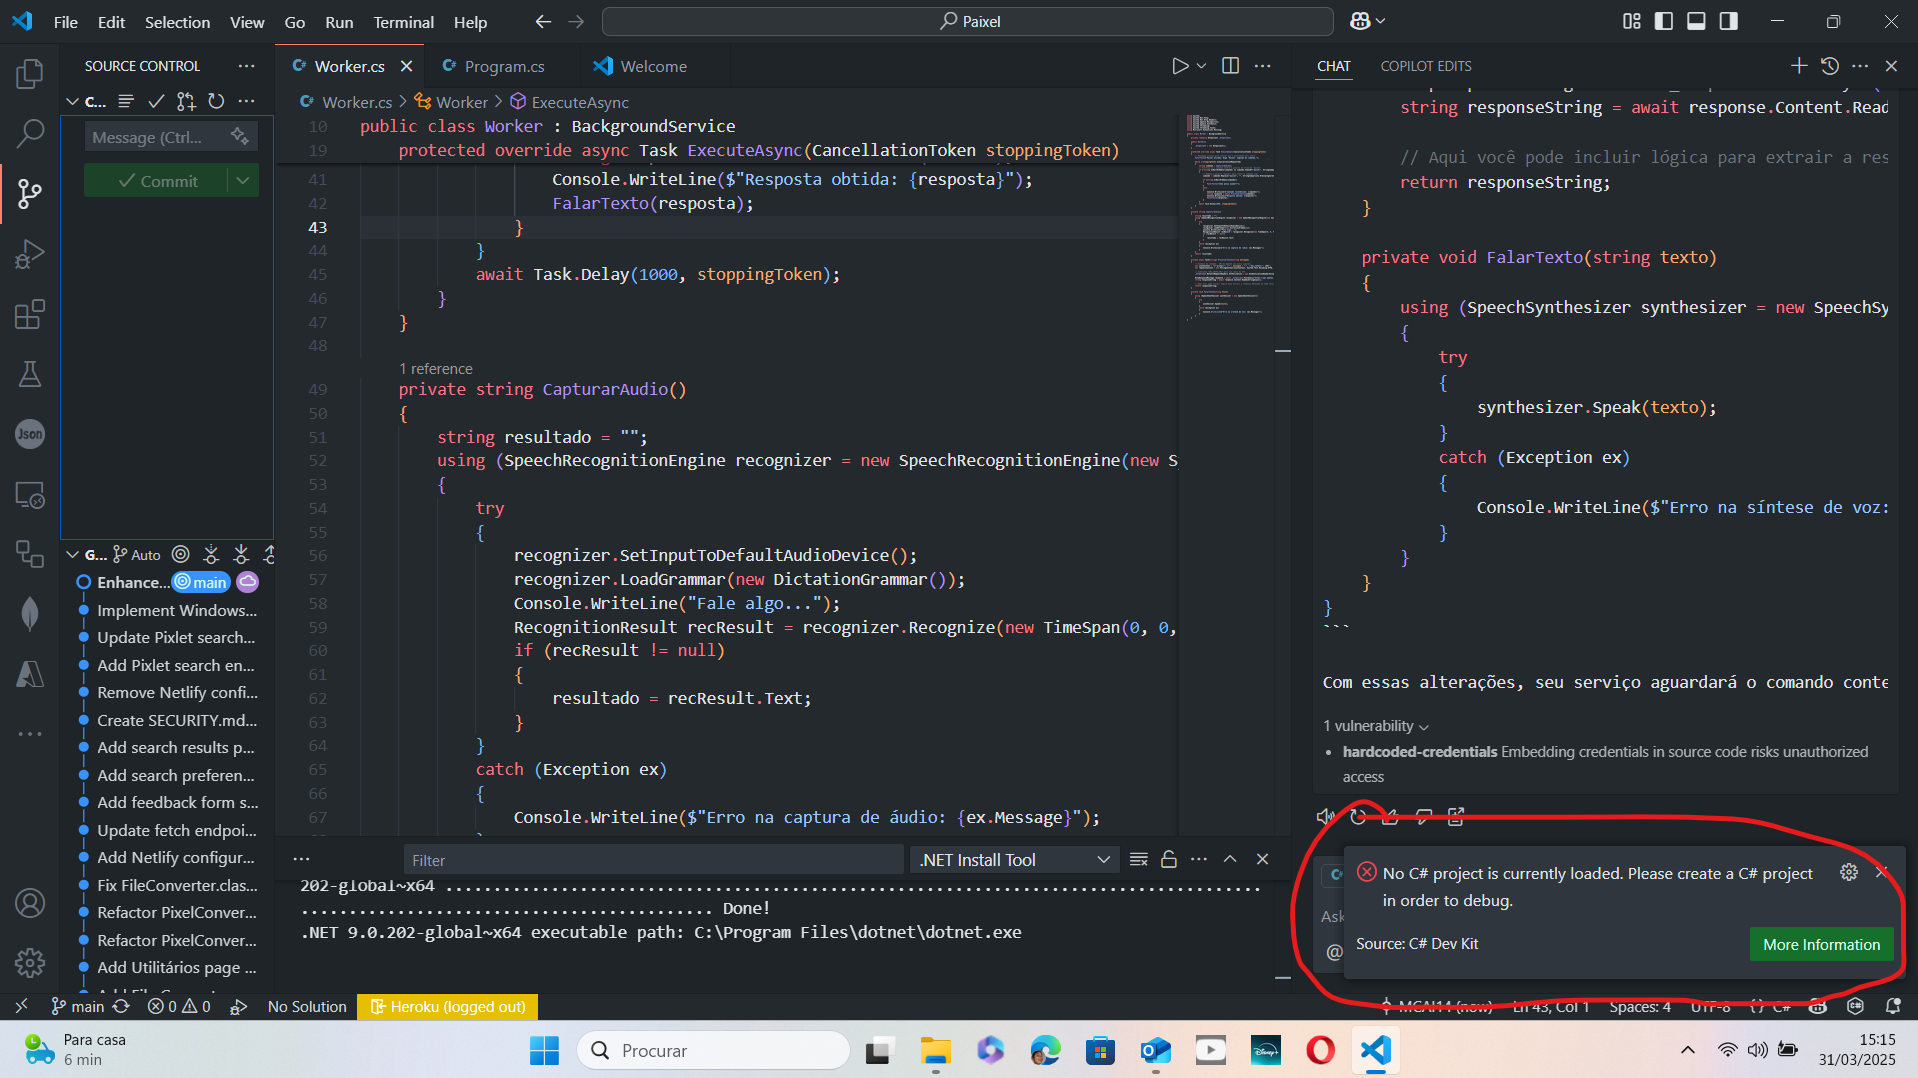 File Edit Selection View Go Run Terminal Help
Paixel
SOURCE CONTROL
C...
Message (Ctrl...
Commit
G... Auto
Enhance... main
Implement Windows...
Update Pixlet search...
Add Pixlet search en...
Remove Netlify confi...
Create SECURITY.md...
Add search results p...
Add search preferen...
Add feedback form s...
Update fetch endpoi...
Add Netlify configur...
Fix FileConverter.clas...
Refactor PixelConver...
Refactor PixelConver...
Add Utilitários page ...
Json
Worker.cs
Program.cs
Welcome
Worker.cs > Worker > ExecuteAsync
10 public class Worker : BackgroundService
19 protected override async Task ExecuteAsync(CancellationToken stoppingToken)
41 Console.WriteLine($"Resposta obtida: {resposta}");
42 FalarTexto(resposta);
43 }
44 }
45 await Task.Delay(1000, stoppingToken);
46 }
47 }
48
1 reference
49 private string CapturarAudio()
50 {
51 string resultado = "";
52 using (SpeechRecognitionEngine recognizer = new SpeechRecognitionEngine(new S
53 {
54 try
55 {
56 recognizer.SetInputToDefaultAudioDevice();
57 recognizer.LoadGrammar(new DictationGrammar());
58 Console.WriteLine("Fale algo...");
59 RecognitionResult recResult = recognizer.Recognize(new TimeSpan(0, 0,
60 if (recResult != null)
61 {
62 resultado = recResult.Text;
63 }
64 }
65 catch (Exception ex)
66 {
67 Console.WriteLine($"Erro na captura de áudio: {ex.Message}");
Filter
.NET Install Tool
202-global~x64 ....................................................................................
........................................... Done!
.NET 9.0.202-global~x64 executable path: C:\Program Files\dotnet\dotnet.exe
CHAT COPILOT EDITS
string responseString = await response.Content.Read
// Aqui você pode incluir lógica para extrair a res
return responseString;
}
private void FalarTexto(string texto)
{
using (SpeechSynthesizer synthesizer = new SpeechSy
{
try
{
synthesizer.Speak(texto);
}
catch (Exception ex)
{
Console.WriteLine($"Erro na síntese de voz:
}
}
}
}
```
Com essas alterações, seu serviço aguardará o comando conte
1 vulnerability
• hardcoded-credentials Embedding credentials in source code risks unauthorized
access
Ask
@
No C# project is currently loaded. Please create a C# project
in order to debug.
Source: C# Dev Kit
More Information
main 0 0 No Solution Heroku (logged out)
MCAI14 (now) Ln 43, Col 1 Spaces: 4 UTF-8 {} C#
Para casa
6 min
Procurar
Disney+
15:15
31/03/2025